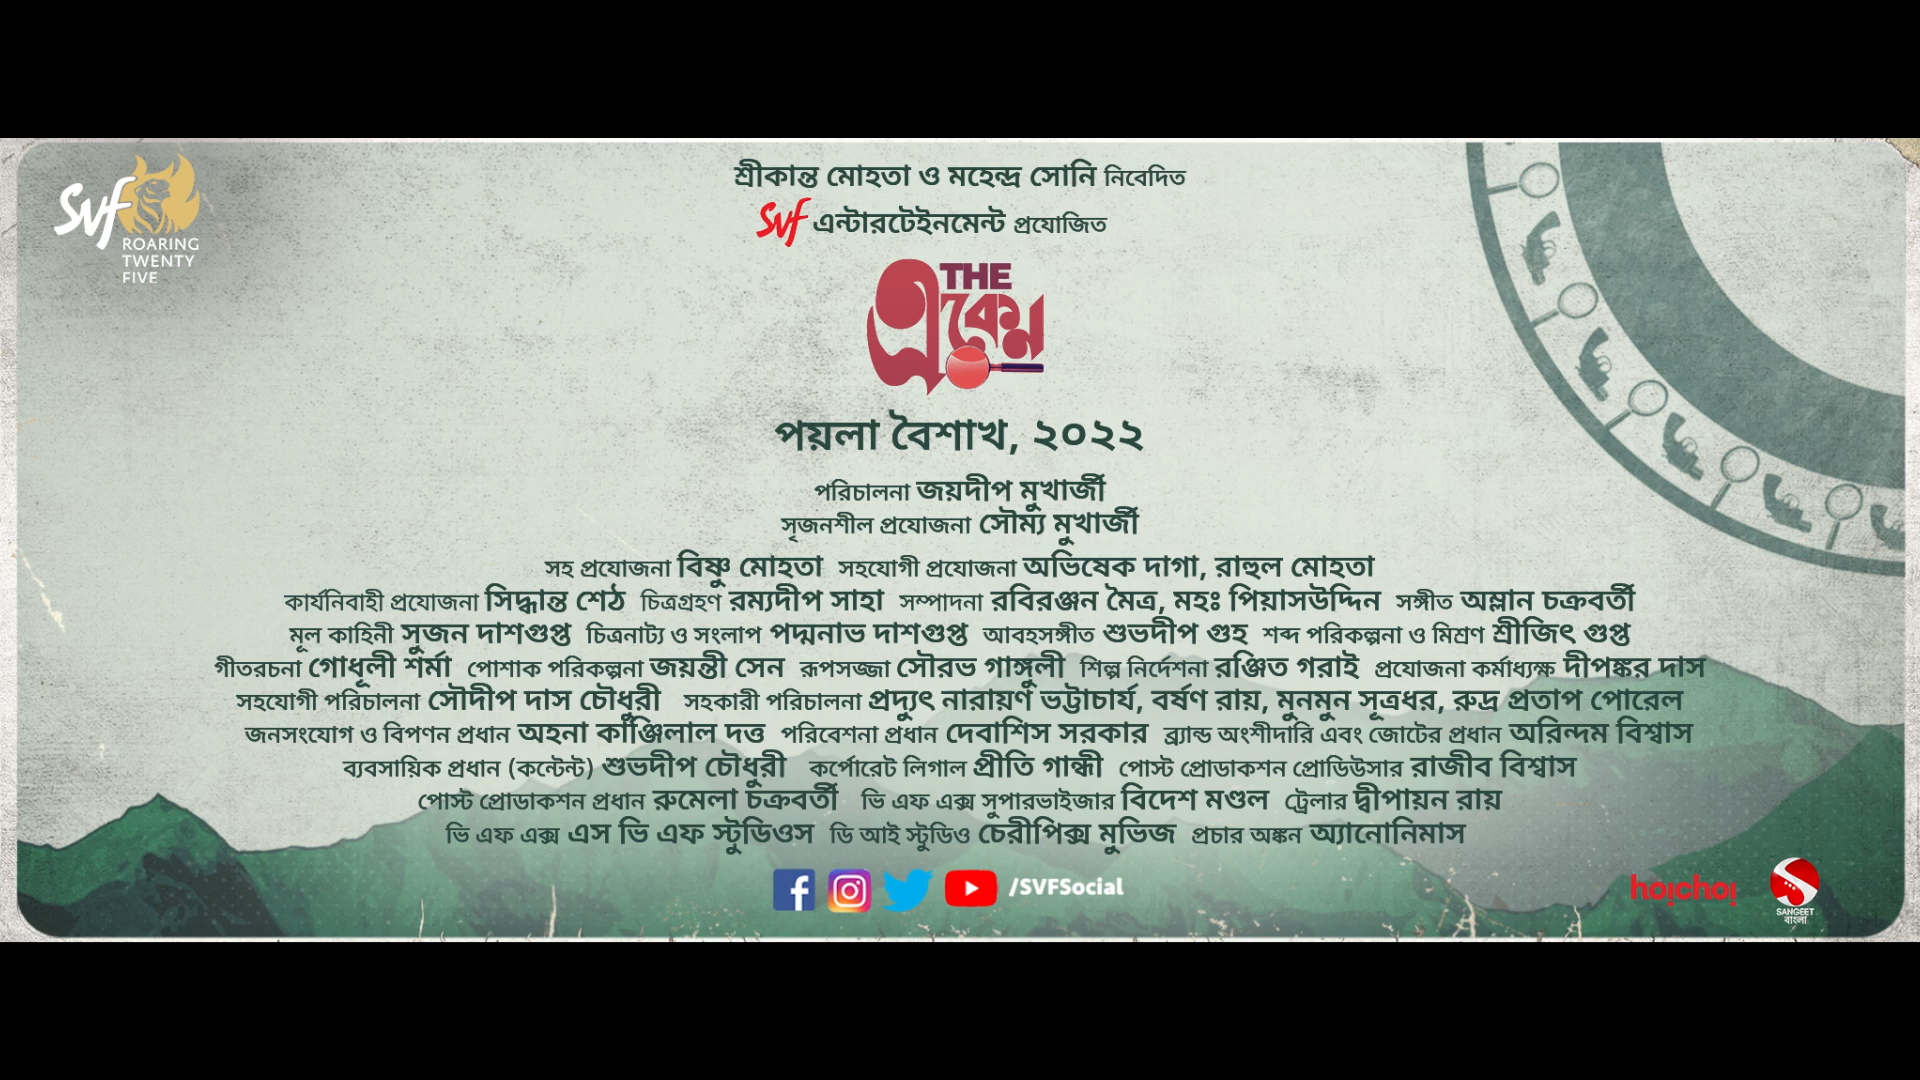 svf
ROARING
TWENTY
FIVE
শ্রীকান্ত মোহতা ও মহেন্দ্র সোনি নিবেদিত
svf এন্টারটেইনমেন্ট প্রযোজিত
THE
একেন
পয়লা বৈশাখ, ২০২২
পরিচালনা জয়দীপ মুখার্জী
সৃজনশীল প্রযোজনা সৌম্য মুখার্জী
সহ প্রযোজনা বিষ্ণু মোহতা সহযোগী প্রযোজনা অভিষেক দাগা, রাহুল মোহতা
কার্যনির্বাহী প্রযোজনা সিদ্ধান্ত শেঠ চিত্রগ্রহণ রম্যদীপ সাহা সম্পাদনা রবিরঞ্জন মৈত্র, মহঃ পিয়াসউদ্দিন সঙ্গীত অম্লান চক্রবর্তী
মূল কাহিনী সুজন দাশগুপ্ত চিত্রনাট্য ও সংলাপ পদ্মনাভ দাশগুপ্ত আবহসঙ্গীত শুভদীপ গুহ শব্দ পরিকল্পনা ও মিশ্রণ শ্রীজিৎ গুপ্ত
গীতরচনা গোধূলী শর্মা পোশাক পরিকল্পনা জয়ন্তী সেন রূপসজ্জা সৌরভ গাঙ্গুলী শিল্প নির্দেশনা রঞ্জিত গরাই প্রযোজনা কর্মাধ্যক্ষ দীপঙ্কর দাস
সহযোগী পরিচালনা সৌদীপ দাস চৌধুরী সহকারী পরিচালনা প্রদ্যুৎ নারায়ণ ভট্টাচার্য, বর্ষণ রায়, মুনমুন সূত্রধর, রুদ্র প্রতাপ পোরেল
জনসংযোগ ও বিপণন প্রধান অহনা কাঞ্জিলাল দত্ত পরিবেশনা প্রধান দেবাশিস সরকার ব্র্যান্ড অংশীদারি এবং জোটের প্রধান অরিন্দম বিশ্বাস
ব্যবসায়িক প্রধান (কন্টেন্ট) শুভদীপ চৌধুরী কর্পোরেট লিগাল প্রীতি গান্ধী পোস্ট প্রোডাকশন প্রোডিউসার রাজীব বিশ্বাস
পোস্ট প্রোডাকশন প্রধান রুমেলা চক্রবর্তী ভি এফ এক্স সুপারভাইজার বিদেশ মণ্ডল ট্রেলার দ্বীপায়ন রায়
ভি এফ এক্স এস ভি এফ স্টুডিওস ডি আই স্টুডিও চেরীপিক্স মুভিজ প্রচার অঙ্কন অ্যানোনিমাস
/SVFSocial
hoichoi
SANGEET
বাংলা